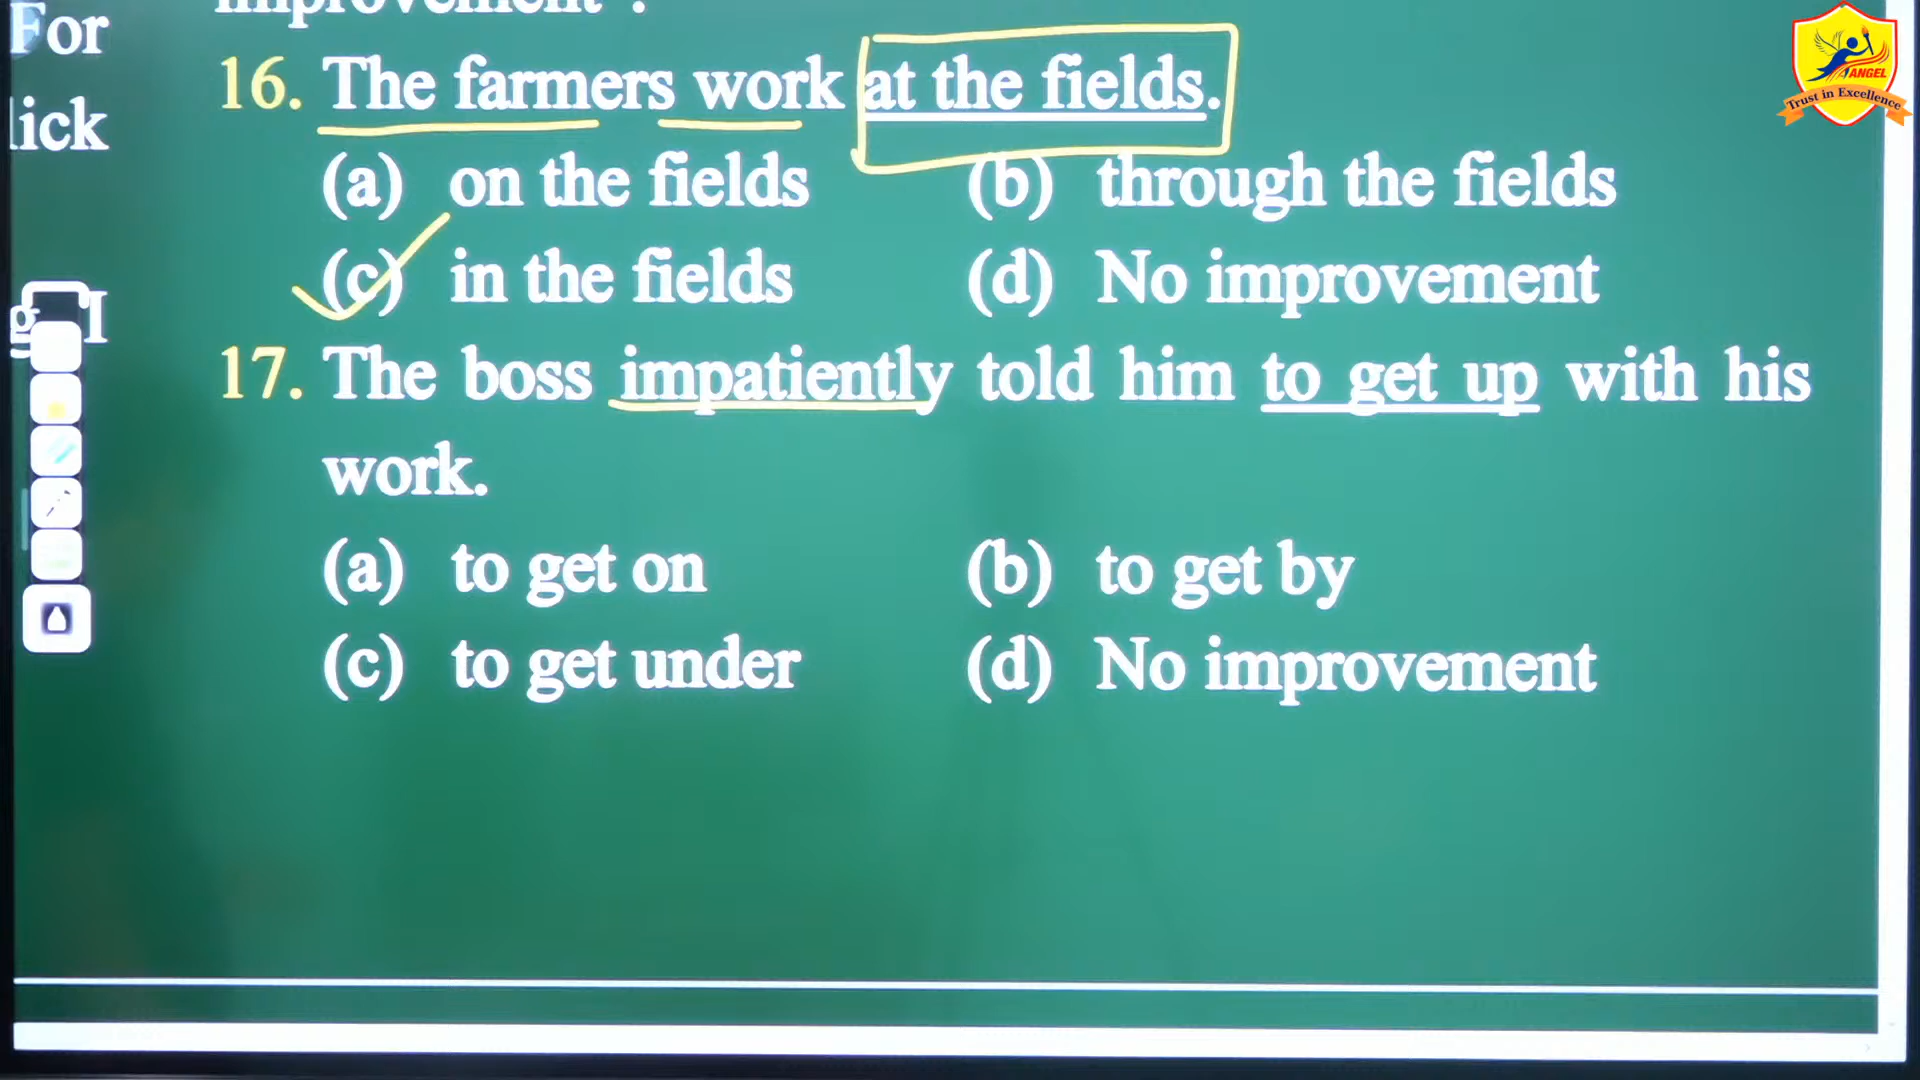 improvement .
For
16. The farmers work at the fields.
lick
(a) on the fields (b) through the fields
(c) in the fields (d) No improvement
g I
17. The boss impatiently told him to get up with his
work.
(a) to get on (b) to get by
(c) to get under (d) No improvement
ANGEL
Trust in Excellence